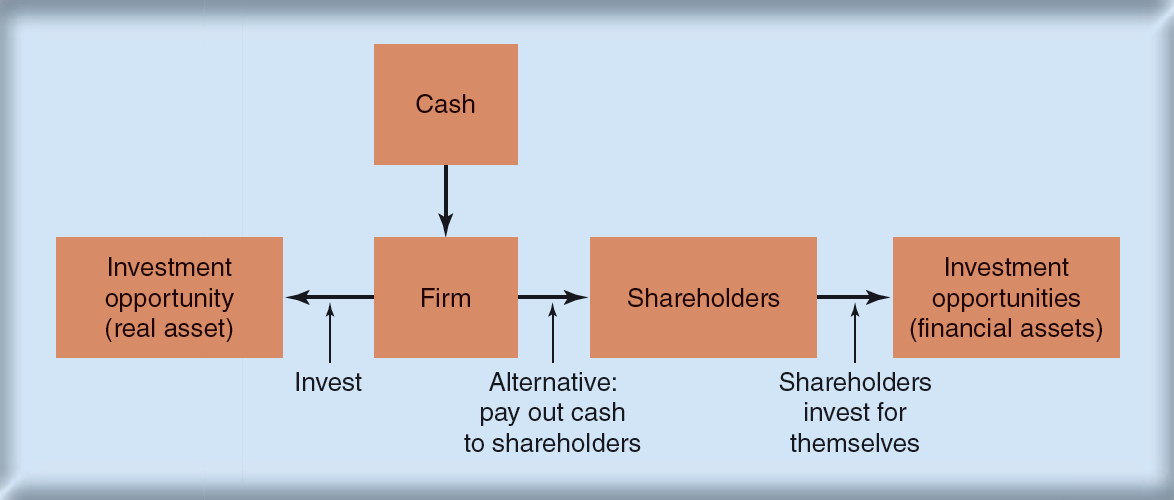 Cash
Investment
opportunity
(real asset)
Firm
Shareholders
Investment
opportunities
(financial assets)
Invest
Alternative:
pay out cash
to shareholders
Shareholders
invest for
themselves